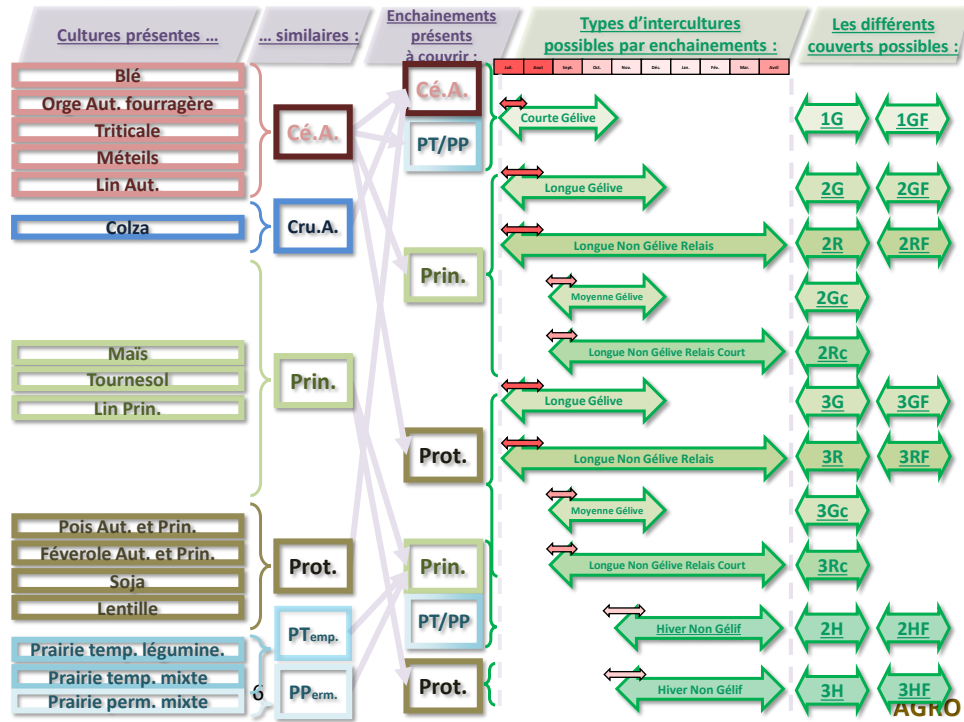 Cultures présentes …
… similaires :
Enchainements
présents
à couvrir :
Types d’intercultures
possibles par enchainements :
Les différents
couverts possibles :
Blé
Orge Aut. fourragère
Triticale
Méteils
Lin Aut.
Colza
Maïs
Tournesol
Lin Prin.
Pois Aut. et Prin.
Féverole Aut. et Prin.
Soja
Lentille
Prairie temp. légumine.
Prairie temp. mixte
Prairie perm. mixte
6
Cé.A.
Cru.A.
Prin.
Prot.
PTemp.
PPerm.
Cé.A.
PT/PP
Prin.
Prot.
Prin.
PT/PP
Prot.
Juil. Aout Sept. Oct. Nov. Déc. Jan. Fév. Mar. Avril
Courte Gélive
Longue Gélive
Longue Non Gélive Relais
Moyenne Gélive
Longue Non Gélive Relais Court
Longue Gélive
Longue Non Gélive Relais
Moyenne Gélive
Longue Non Gélive Relais Court
Hiver Non Gélif
Hiver Non Gélif
1G 1GF
2G 2GF
2R 2RF
2Gc
2Rc
3G 3GF
3R 3RF
3Gc
3Rc
2H 2HF
3H 3HF
AGRO